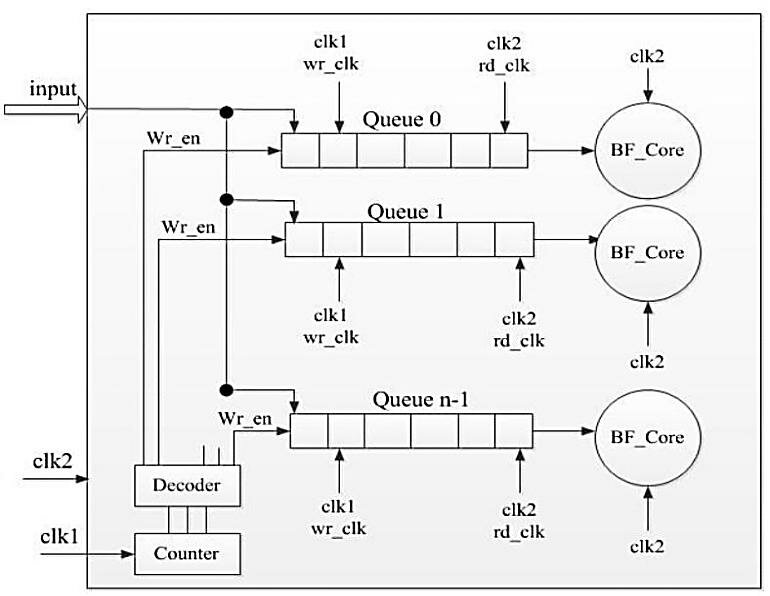 clk1
wr_clk
clk2
rd_clk
clk2
input
Queue 0
Wr_en
BF_Core
Queue 1
Wr_en
BF_Core
clk1
wr_clk
clk2
rd_clk
clk2
Queue n-1
Wr_en
BF_Core
clk2
Decoder
clk1
wr_clk
clk2
rd_clk
clk1
Counter
clk2